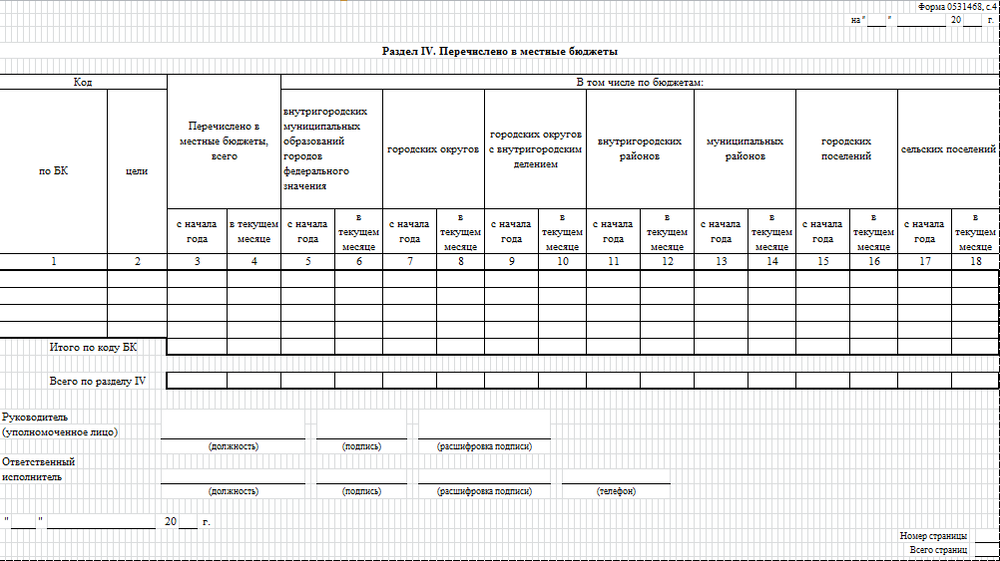 Форма 0531468, с.4
на " ___ " ________ 20 ___ г.
Раздел IV. Перечислено в местные бюджеты
Код
В том числе по бюджетам:
по БК
цели
Перечислено в
местные бюджеты,
всего
внутригородских
муниципальных
образований
городов
федерального
значения
городских округов
городских округов
с внутригородским
делением
внутригородских
районов
муниципальных
районов
городских
поселений
сельских поселений
с начала
года
в текущем
месяце
с начала
года
в
текущем
месяце
с начала
года
в
текущем
месяце
с начала
года
в
текущем
месяце
с начала
года
в
текущем
месяце
с начала
года
в
текущем
месяце
с начала
года
в
текущем
месяце
с начала
года
в
текущем
месяце
1 2 3 4 5 6 7 8 9 10 11 12 13 14 15 16 17 18
Итого по коду БК
Всего по разделу IV
Руководитель
(уполномоченное лицо)
(должность) (подпись) (расшифровка подписи)
Ответственный
исполнитель
(должность) (подпись) (расшифровка подписи) (телефон)
" ____ " __________________ 20 ___ г.
Номер страницы
Всего страниц